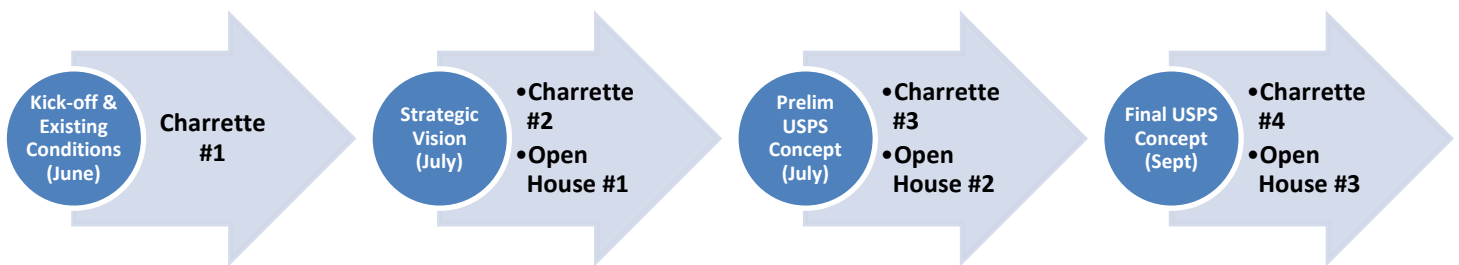 Kick-off &
Existing
Conditions
(June)
Charrette
#1
Strategic
Vision
(July)
•Charrette
#2
•Open
House #1
Prelim
USPS
Concept
(July)
•Charrette
#3
•Open
House #2
Final USPS
Concept
(Sept)
•Charrette
#4
•Open
House #3